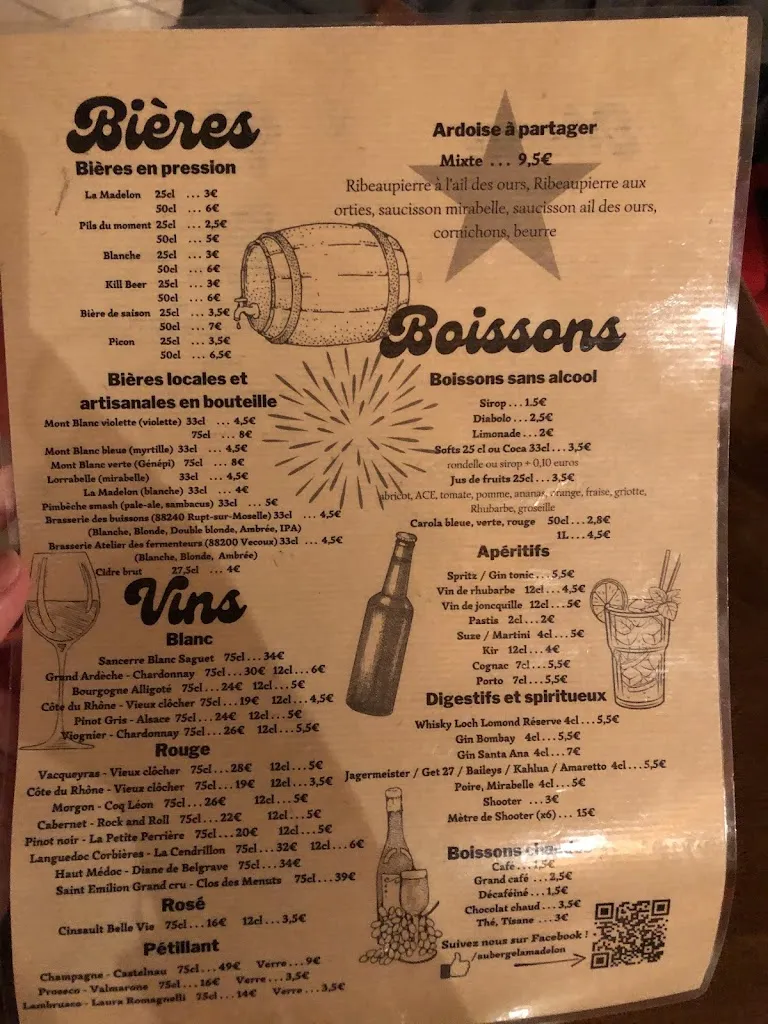 Bières
Bières en pression
La Madelon 25cl ... 3€
50cl ... 6€
Pils du moment 25cl ... 2,5€
50cl ... 5€
Blanche 25cl ... 3€
50cl ... 6€
Kill Beer 25cl ... 3€
50cl ... 6€
Bière de saison 25cl ... 3,5€
50cl ... 7€
Picon 25cl ... 3,5€
50cl ... 6,5€
Bières locales et
artisanales en bouteille
Mont Blanc violette (violette) 33cl ... 4,5€
75cl ... 8€
Mont Blanc bleue (myrtille) 33cl ... 4,5€
Mont Blanc verte (Génépi) 75cl ... 8€
Lorrabelle (mirabelle) 33cl ... 4,5€
La Madelon (blanche) 33cl ... 4€
Pimbêche smash (pale-ale, sambacus) 33cl ... 5€
Brasserie des buissons (88240 Rupt-sur-Moselle) 33cl ... 4,5€
(Blanche, Blonde, Double blonde, Ambrée, IPA)
Brasserie Atelier des fermenteurs (88200 Vecoux) 33cl ... 4,5€
(Blanche, Blonde, Ambrée)
Cidre brut 27,5cl ... 4€
Vins
Blanc
Sancerre Blanc Saguet 75cl...34€
Grand Ardèche - Chardonnay 75cl...30€ 12cl...6€
Bourgogne Alligoté 75cl...24€ 12cl...5€
Côte du Rhône - Vieux clôcher 75cl...19€ 12cl...4,5€
Pinot Gris - Alsace 75cl...24€ 12cl...5€
Viognier - Chardonnay 75cl...26€ 12cl...5,5€
Rouge
Vacqueyras - Vieux clôcher 75cl...28€ 12cl...5€
Côte du Rhône - Vieux clôcher 75cl...19€ 12cl...3,5€
Morgon - Coq Léon 75cl...26€ 12cl...5€
Cabernet - Rock and Roll 75cl...22€ 12cl...5€
Pinot noir - La Petite Perrière 75cl...20€ 12cl...5€
Languedoc Corbières - La Cendrillon 75cl...32€ 12cl...6€
Haut Médoc - Diane de Belgrave 75cl...34€
Saint Emilion Grand cru - Clos des Menuts 75cl...39€
Rosé
Cinsault Belle Vie 75cl...16€ 12cl...3,5€
Pétillant
Champagne - Castelnau 75cl...49€ Verre...9€
Prosseo - Valmarone 75cl...16€ Verre...3,5€
Lambrusco - Laura Romagnelli 75cl...14€ Verre...3,5€
Ardoise à partager
Mixte ... 9,5€
Ribeaupierre à l'ail des ours, Ribeaupierre aux
orties, saucisson mirabelle, saucisson ail des ours,
cornichons, beurre
Boissons
Boissons sans alcool
Sirop ... 1.5€
Diabolo ... 2,5€
Limonade ... 2€
Softs 25 cl ou Coca 33cl ... 3,5€
rondelle ou sirop + 0,10 euros
Jus de fruits 25cl ... 3,5€
abricot, ACE, tomate, pomme, ananas, orange, fraise, griotte,
Rhubarbe, groseille
Carola bleue, verte, rouge 50cl...2,8€
1L...4,5€
Apéritifs
Spritz / Gin tonic ... 5,5€
Vin de rhubarbe 12cl ... 4,5€
Vin de joncquille 12cl ... 5€
Pastis 2cl ... 2€
Suze / Martini 4cl ... 5€
Kir 12cl ... 4€
Cognac 7cl ... 5,5€
Porto 7cl ... 5,5€
Digestifs et spiritueux
Whisky Loch Lomond Réserve 4cl ... 5,5€
Gin Bombay 4cl ... 5,5€
Gin Santa Ana 4cl ... 7€
Jagermeister / Get 27 / Baileys / Kahlua / Amaretto 4cl ... 5,5€
Poire, Mirabelle 4cl ... 5€
Shooter ... 3€
Mètre de Shooter (x6)... 15€
Boissons
Café
Grand café ... 2,5€
Décaféiné ... 1,5€
Chocolat chaud ... 3,5€
Thé, Tisane ... 3€
Suivez nous sur Facebook !
/aubergelamadelon